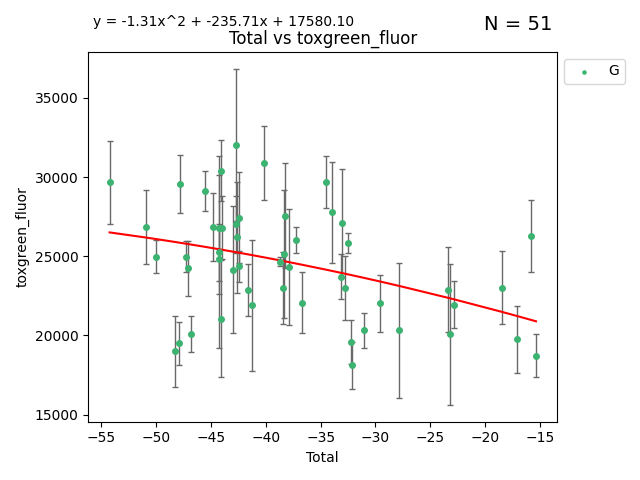 y = -1.31x^2 + -235.71x + 17580.10
N = 51
Total vs toxgreen_fluor
G
toxgreen_fluor
35000
30000
25000
20000
15000
−55 −50 −45 −40 −35 −30 −25 −20 −15
Total